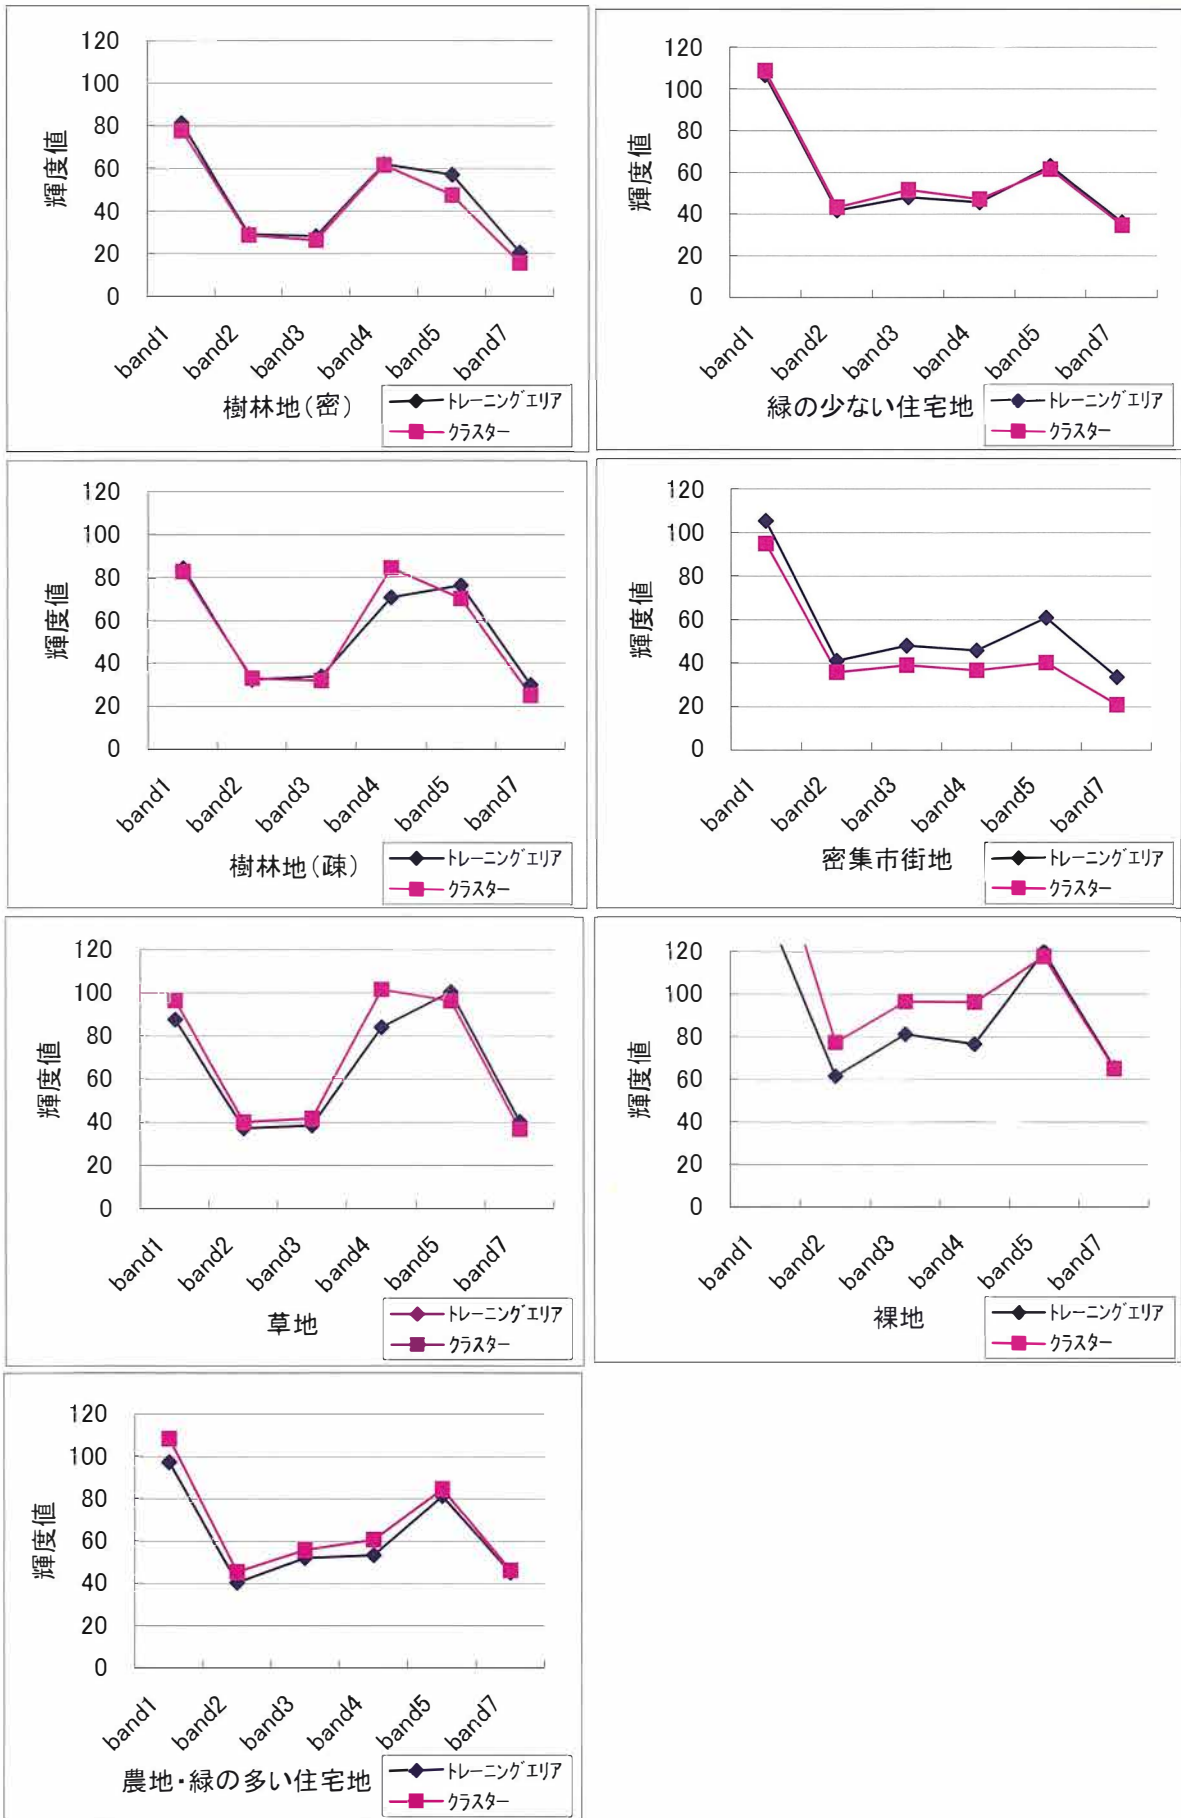 120
100
80
60
40
20
0
輝度値
band1
band2
band3
band4
band5
band7
樹林地(密)
トレーニングエリア
クラスター
120
100
80
60
40
20
0
輝度値
band1
band2
band3
band4
band5
band7
緑の少ない住宅地
トレーニングエリア
クラスター
120
100
80
60
40
20
0
輝度値
band1
band2
band3
band4
band5
band7
樹林地(疎)
トレーニングエリア
クラスター
120
100
80
60
40
20
0
輝度値
band1
band2
band3
band4
band5
band7
密集市街地
トレーニングエリア
クラスター
120
100
80
60
40
20
0
輝度値
band1
band2
band3
band4
band5
band7
草地
トレーニングエリア
クラスター
120
100
80
60
40
20
0
輝度値
band1
band2
band3
band4
band5
band7
裸地
トレーニングエリア
クラスター
120
100
80
60
40
20
0
輝度値
band1
band2
band3
band4
band5
band7
農地・緑の多い住宅地
トレーニングエリア
クラスター